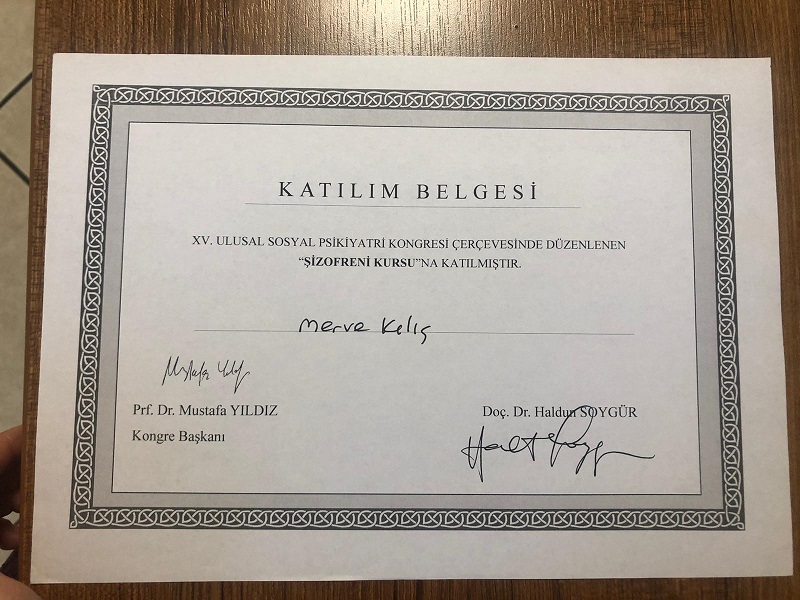 KATILIM BELGESİ
XV. ULUSAL SOSYAL PSİKİYATRİ KONGRESİ ÇERÇEVESİNDE DÜZENLENEN
“ŞİZOFRENİ KURSU”NA KATILMIŞTIR.
Merve Kılıç
Prf. Dr. Mustafa YILDIZ
Kongre Başkanı
Doç. Dr. Haldun SOYGÜR